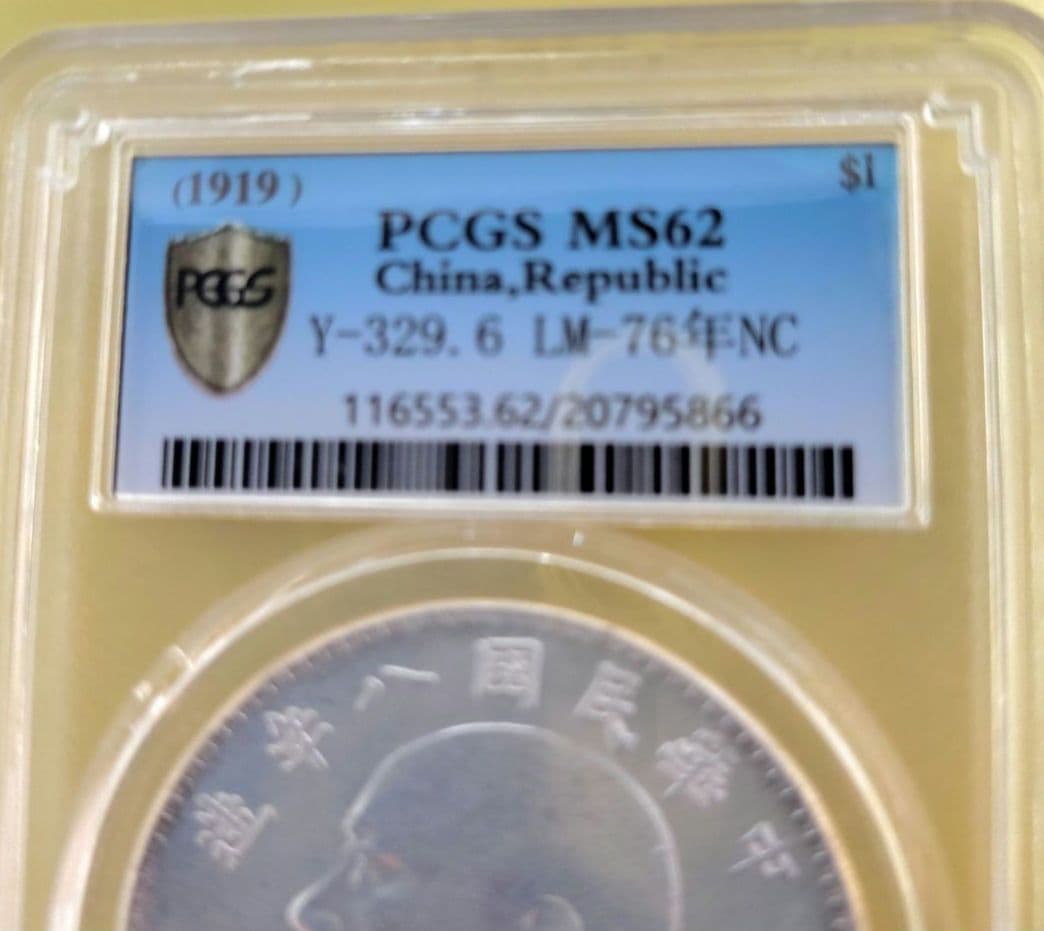 (1919)
$1
PCGS MS62
China,Republic
PCGS
Y-329.6 LM-76年NC
116553.62/20795866
造年八國民華中